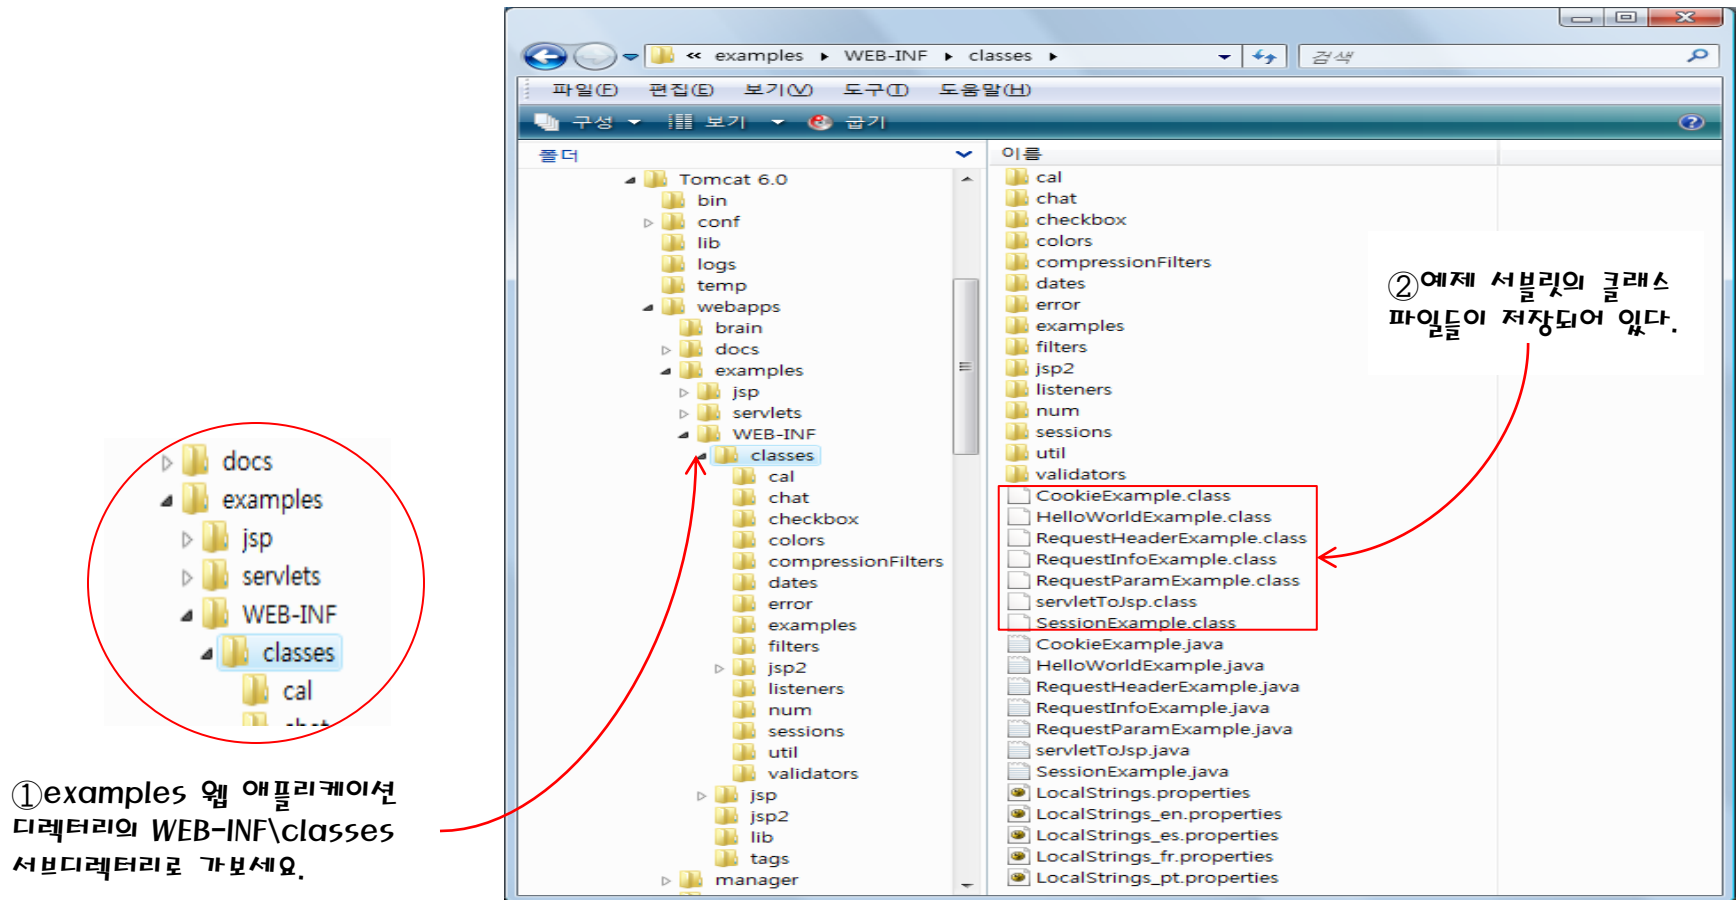 « examples ▸ WEB-INF ▸ classes ▸
검색
파일(F) 편집(E) 보기(V) 도구(T) 도움말(H)
구성 보기 굽기
폴더
Tomcat 6.0
bin
conf
lib
logs
temp
webapps
brain
docs
examples
jsp
servlets
WEB-INF
classes
cal
chat
checkbox
colors
compressionFilters
dates
error
examples
filters
jsp2
listeners
num
sessions
util
validators
jsp
jsp2
lib
tags
manager
이름
cal
chat
checkbox
colors
compressionFilters
dates
error
examples
filters
jsp2
listeners
num
sessions
util
validators
CookieExample.class
HelloWorldExample.class
RequestHeaderExample.class
RequestInfoExample.class
RequestParamExample.class
servletToJsp.class
SessionExample.class
CookieExample.java
HelloWorldExample.java
RequestHeaderExample.java
RequestInfoExample.java
RequestParamExample.java
servletToJsp.java
SessionExample.java
LocalStrings.properties
LocalStrings_en.properties
LocalStrings_es.properties
LocalStrings_fr.properties
LocalStrings_pt.properties
②예제 서블릿의 클래스
파일들이 저장되어 있다.
docs
examples
jsp
servlets
WEB-INF
classes
cal
chat
①examples 웹 애플리케이션
디렉터리의 WEB-INF\classes
서브디렉터리로 가보세요.